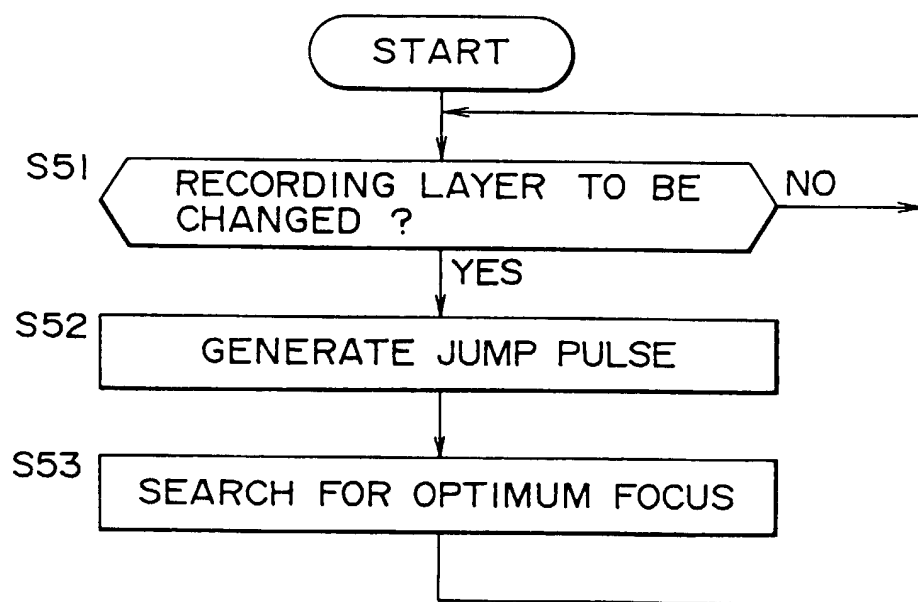 START
S51
RECORDING LAYER TO BE
CHANGED ?
NO
YES
S52
GENERATE JUMP PULSE
S53
SEARCH FOR OPTIMUM FOCUS